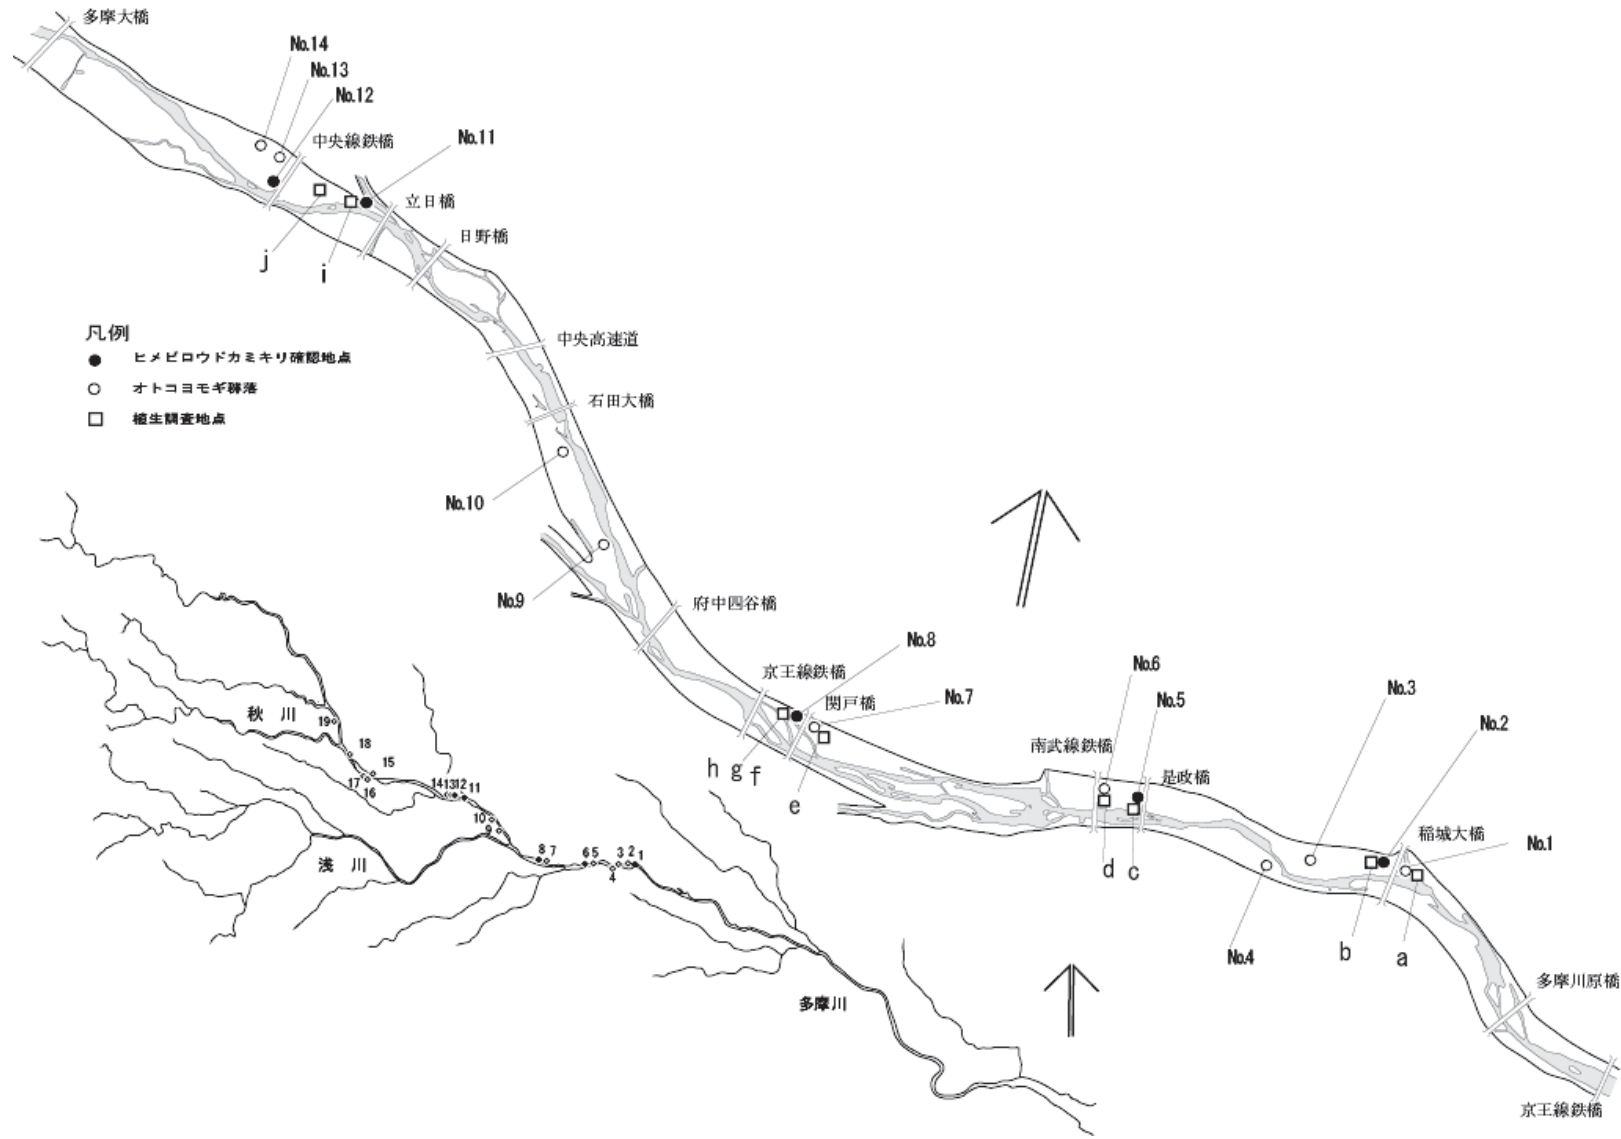 多摩大橋
No.14
No.13
No.12
中央線鉄橋
No.11
立日橋
日野橋
j
i
凡例
ヒメビロウドカミキリ確認地点
オトコヨモギ群落
植生調査地点
中央高速道
石田大橋
No.10
No.9
府中四谷橋
No.8
京王線鉄橋
関戸橋
No.7
h g f
e
No.6
No.5
南武線鉄橋
是政橋
d c
No.3
No.2
稲城大橋
No.1
No.4
b
a
多摩川原橋
京王線鉄橋
秋 川
19
18
15
17
16
14 13 12 11
10
9
浅 川
8 7
6 5
4
3 2 1
多摩川